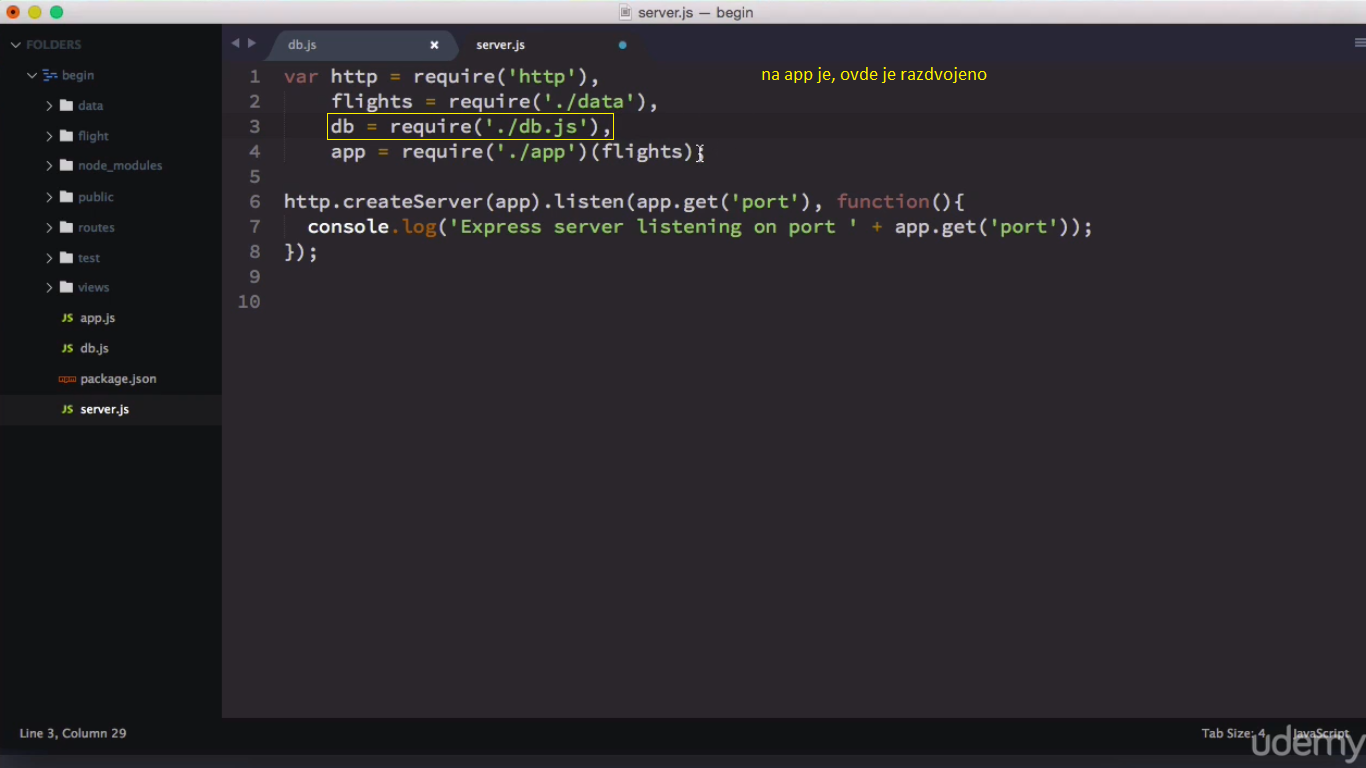 server.js — begin
FOLDERS
begin
data
flight
node_modules
public
routes
test
views
JS app.js
JS db.js
npm package.json
JS server.js
db.js × server.js
na app je, ovde je razdvojeno
1 var http = require('http'),
2 flights = require('./data'),
3 db = require('./db.js'),
4 app = require('./app')(flights);
5
6 http.createServer(app).listen(app.get('port'), function(){
7 console.log('Express server listening on port ' + app.get('port'));
8 });
9
10
Line 3, Column 29
Tab Size: 4 JavaScript
udemy